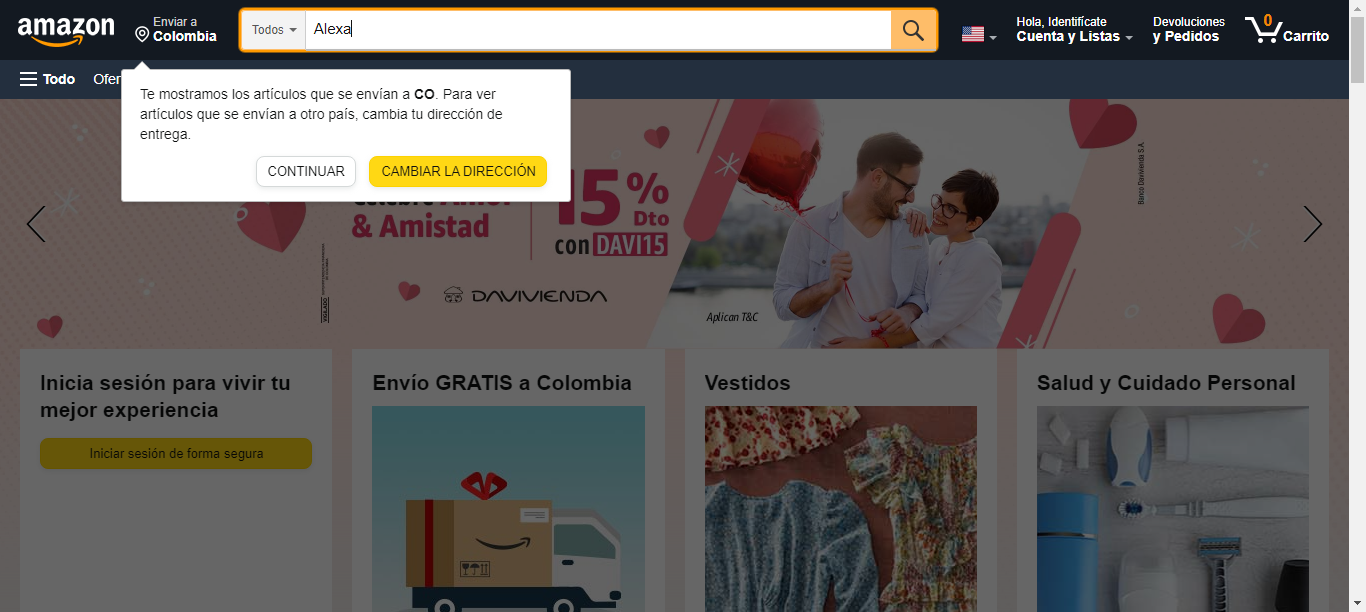 amazon
Enviar a
Colombia
Todos
Alexa
Hola, Identifícate
Cuenta y Listas
Devoluciones
y Pedidos
0
Carrito
Todo
Ofer
Te mostramos los artículos que se envían a CO. Para ver
artículos que se envían a otro país, cambia tu dirección de
entrega.
CONTINUAR
CAMBIAR LA DIRECCIÓN
& Amistad
15%
Dto
con DAVI15
DAVIVIENDA
VIGILADO
Aplican T&C
Banco Davivienda S.A.
Inicia sesión para vivir tu
mejor experiencia
Iniciar sesión de forma segura
Envío GRATIS a Colombia
Vestidos
Salud y Cuidado Personal